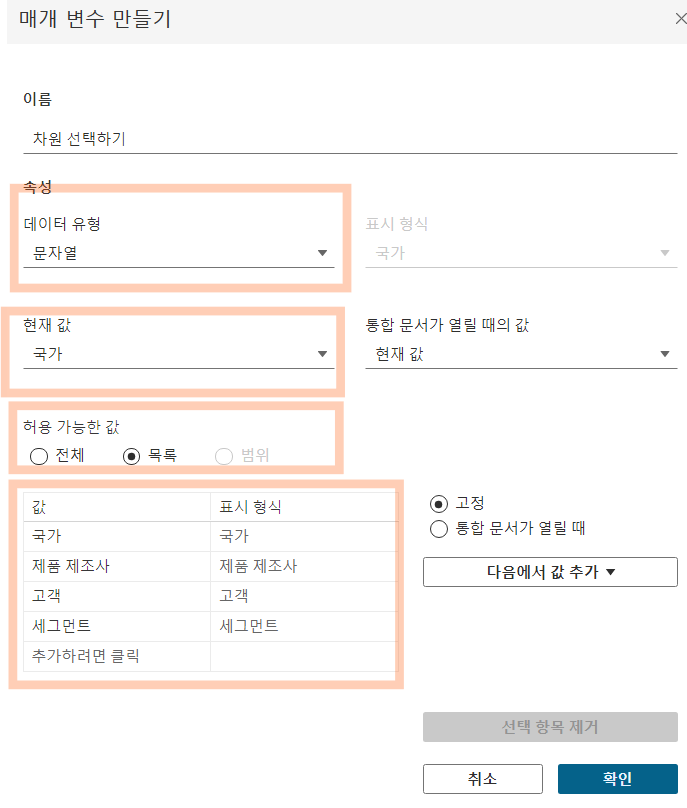 매개 변수 만들기
이름
차원 선택하기
속성
데이터 유형 표시 형식
문자열 국가
현재 값 통합 문서가 열릴 때의 값
국가 현재 값
허용 가능한 값
전체 목록 범위
값 표시 형식
국가 국가
제품 제조사 제품 제조사
고객 고객
세그먼트 세그먼트
추가하려면 클릭
고정
통합 문서가 열릴 때
다음에서 값 추가
선택 항목 제거
취소 확인